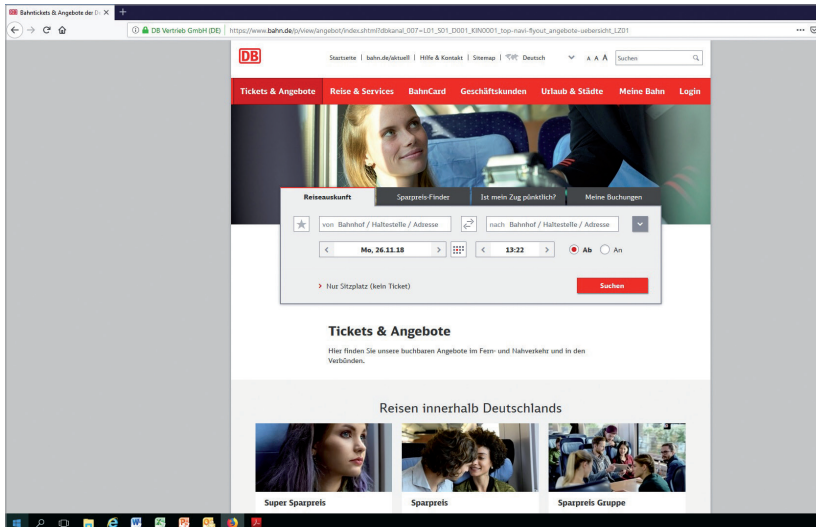 Bahntickets & Angebote der D
DB Vertrieb GmbH (DE) https://www.bahn.de/p/view/angebot/index.shtml?dbkanal_007=L01_S01_D001_KIN0001_top-navi-flyout_angebote-uebersicht_LZ01
DB Startseite | bahn.de/aktuell | Hilfe & Kontakt | Sitemap | Deutsch A A A Suchen
Tickets & Angebote Reise & Services BahnCard Geschäftskunden Urlaub & Städte Meine Bahn Login
Reiseauskunft Sparpreis-Finder Ist mein Zug pünktlich? Meine Buchungen
von Bahnhof / Haltestelle / Adresse nach Bahnhof / Haltestelle / Adresse
Mo, 26.11.18 13:22 Ab An
Nur Sitzplatz (kein Ticket) Suchen
Tickets & Angebote
Hier finden Sie unsere buchbaren Angebote im Fern- und Nahverkehr und in den
Verbünden.
Reisen innerhalb Deutschlands
Super Sparpreis Sparpreis Sparpreis Gruppe